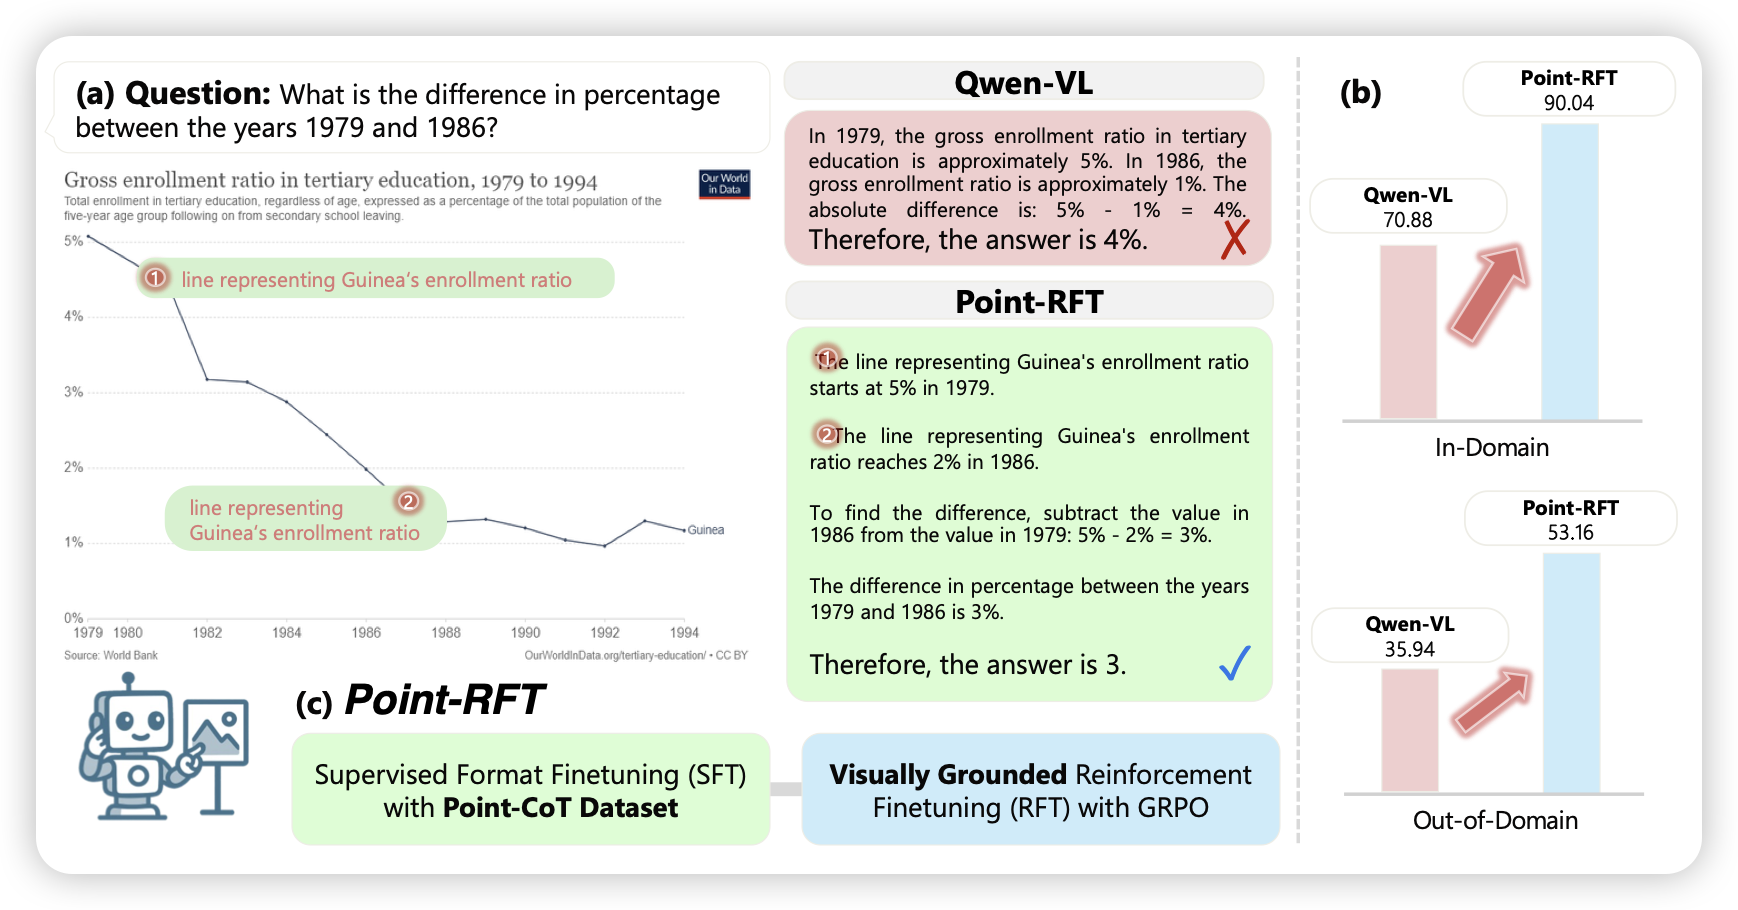 (a) Question: What is the difference in percentage
between the years 1979 and 1986?
Gross enrollment ratio in tertiary education, 1979 to 1994
Total enrollment in tertiary education, regardless of age, expressed as a percentage of the total population of the
five-year age group following on from secondary school leaving.
Our World
in Data
5%
① line representing Guinea's enrollment ratio
4%
3%
2%
line representing ②
Guinea's enrollment ratio
Guinea
1%
0%
1979 1980 1982 1984 1986 1988 1990 1992 1994
Source: World Bank
OurWorldInData.org/tertiary-education/ • CC BY
Qwen-VL
In 1979, the gross enrollment ratio in tertiary
education is approximately 5%. In 1986, the
gross enrollment ratio is approximately 1%. The
absolute difference is: 5% - 1% = 4%.
Therefore, the answer is 4%.
Point-RFT
① The line representing Guinea's enrollment ratio
starts at 5% in 1979.
② The line representing Guinea's enrollment
ratio reaches 2% in 1986.
To find the difference, subtract the value in
1986 from the value in 1979: 5% - 2% = 3%.
The difference in percentage between the years
1979 and 1986 is 3%.
Therefore, the answer is 3.
(b)
Point-RFT
90.04
Qwen-VL
70.88
In-Domain
Point-RFT
53.16
Qwen-VL
35.94
Out-of-Domain
(c) Point-RFT
Supervised Format Finetuning (SFT)
with Point-CoT Dataset
Visually Grounded Reinforcement
Finetuning (RFT) with GRPO